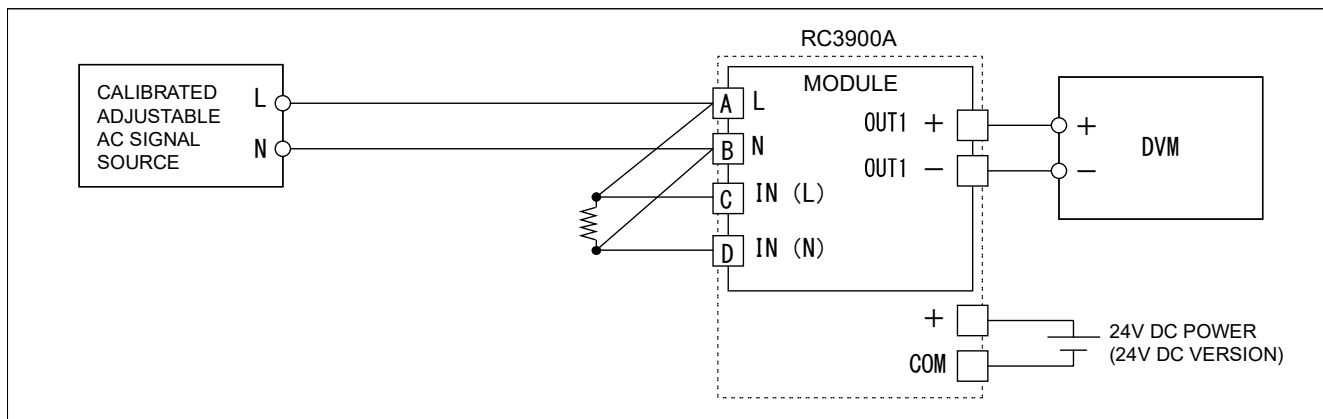 RC3900A
CALIBRATED
ADJUSTABLE
AC SIGNAL
SOURCE
L
N
MODULE
A L
B N
C IN (L)
D IN (N)
OUT1 +
OUT1 −
+
−
DVM
+
COM
24V DC POWER
(24V DC VERSION)